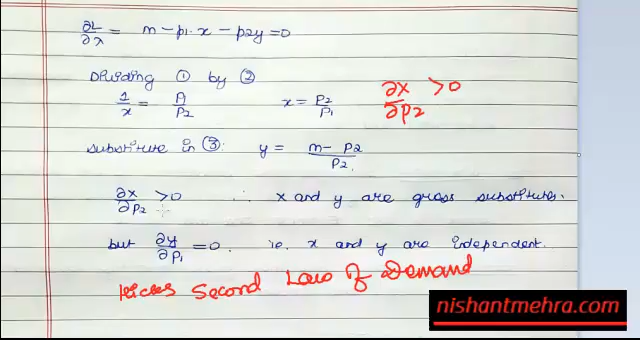 ∂L/∂λ = m - p1·x - p2y = 0
Dividing ① by ②
1/x = P1/P2    x = P2/P1    ∂x/∂p2 > 0
substitute in ③    y = m - P2 / P2
∂x/∂p2 > 0    ∴ x and y are gross substitutes.
but ∂y/∂p1 = 0. i.e. x and y are independent.
Hicks Second Law Of Demand
nishantmehra.com